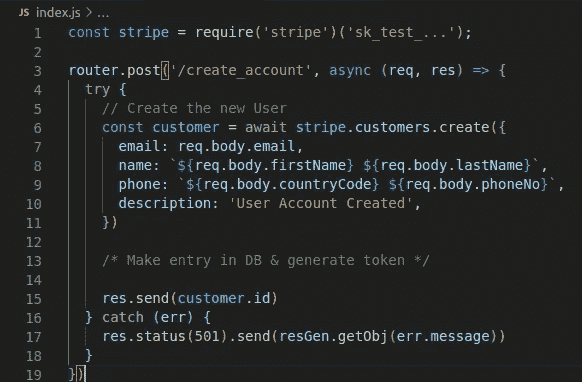 JS index.js > ...
1 const stripe = require('stripe')('sk_test_...');
2
3 router.post('/create_account', async (req, res) => {
4   try {
5     // Create the new User
6     const customer = await stripe.customers.create({
7       email: req.body.email,
8       name: `${req.body.firstName} ${req.body.lastName}`,
9       phone: `${req.body.countryCode} ${req.body.phoneNo}`,
10       description: 'User Account Created',
11     })
12
13     /* Make entry in DB & generate token */
14
15     res.send(customer.id)
16   } catch (err) {
17     res.status(501).send(resGen.getObj(err.message))
18   }
19 })